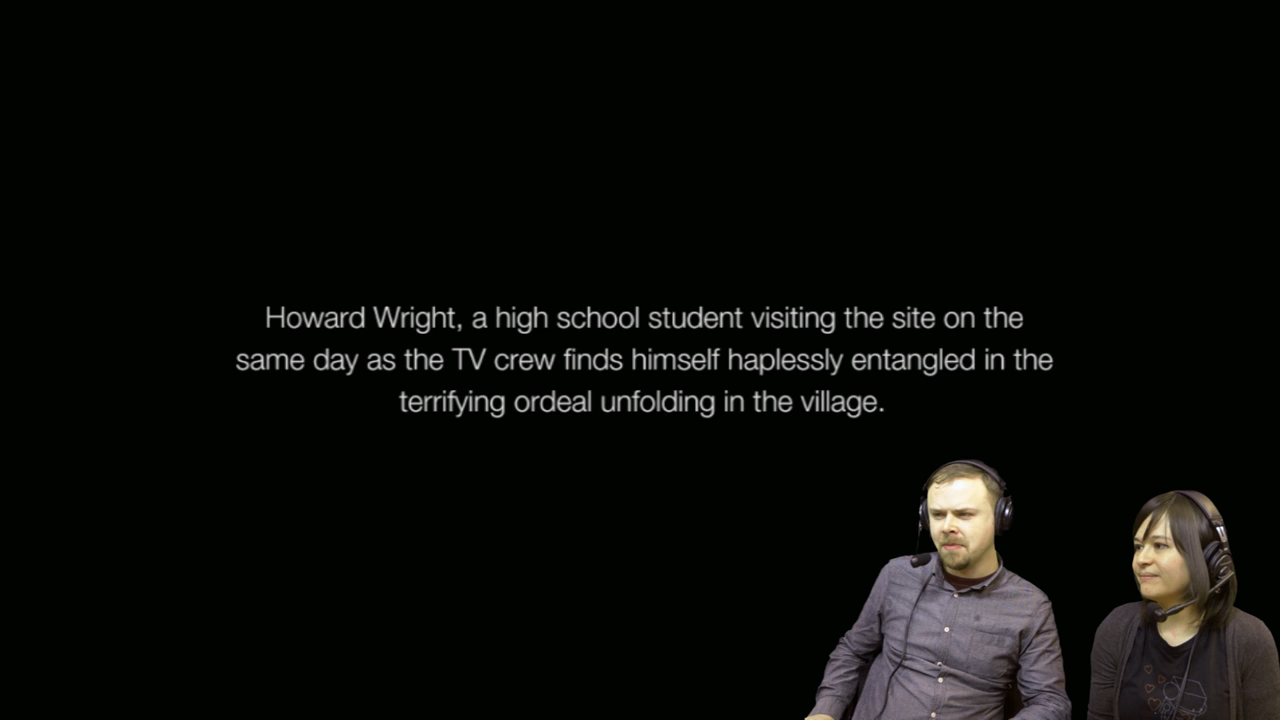 Howard Wright, a high school student visiting the site on the
same day as the TV crew finds himself haplessly entangled in the
terrifying ordeal unfolding in the village.